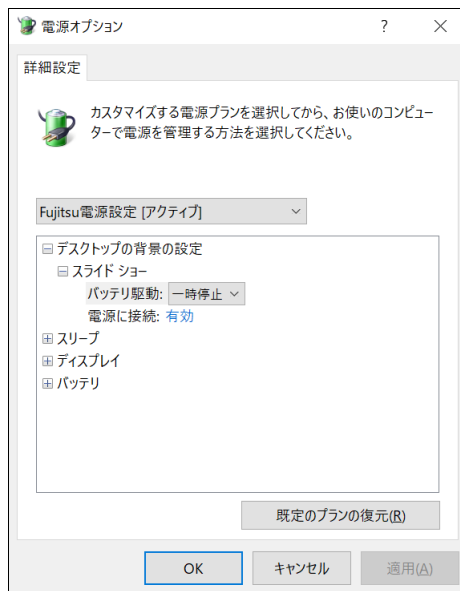 電源オプション
詳細設定
カスタマイズする電源プランを選択してから、お使いのコンピュー
ターで電源を管理する方法を選択してください。
Fujitsu電源設定 [アクティブ]
デスクトップの背景の設定
スライド ショー
バッテリ駆動: 一時停止
電源に接続: 有効
スリープ
ディスプレイ
バッテリ
既定のプランの復元(R)
OK キャンセル 適用(A)